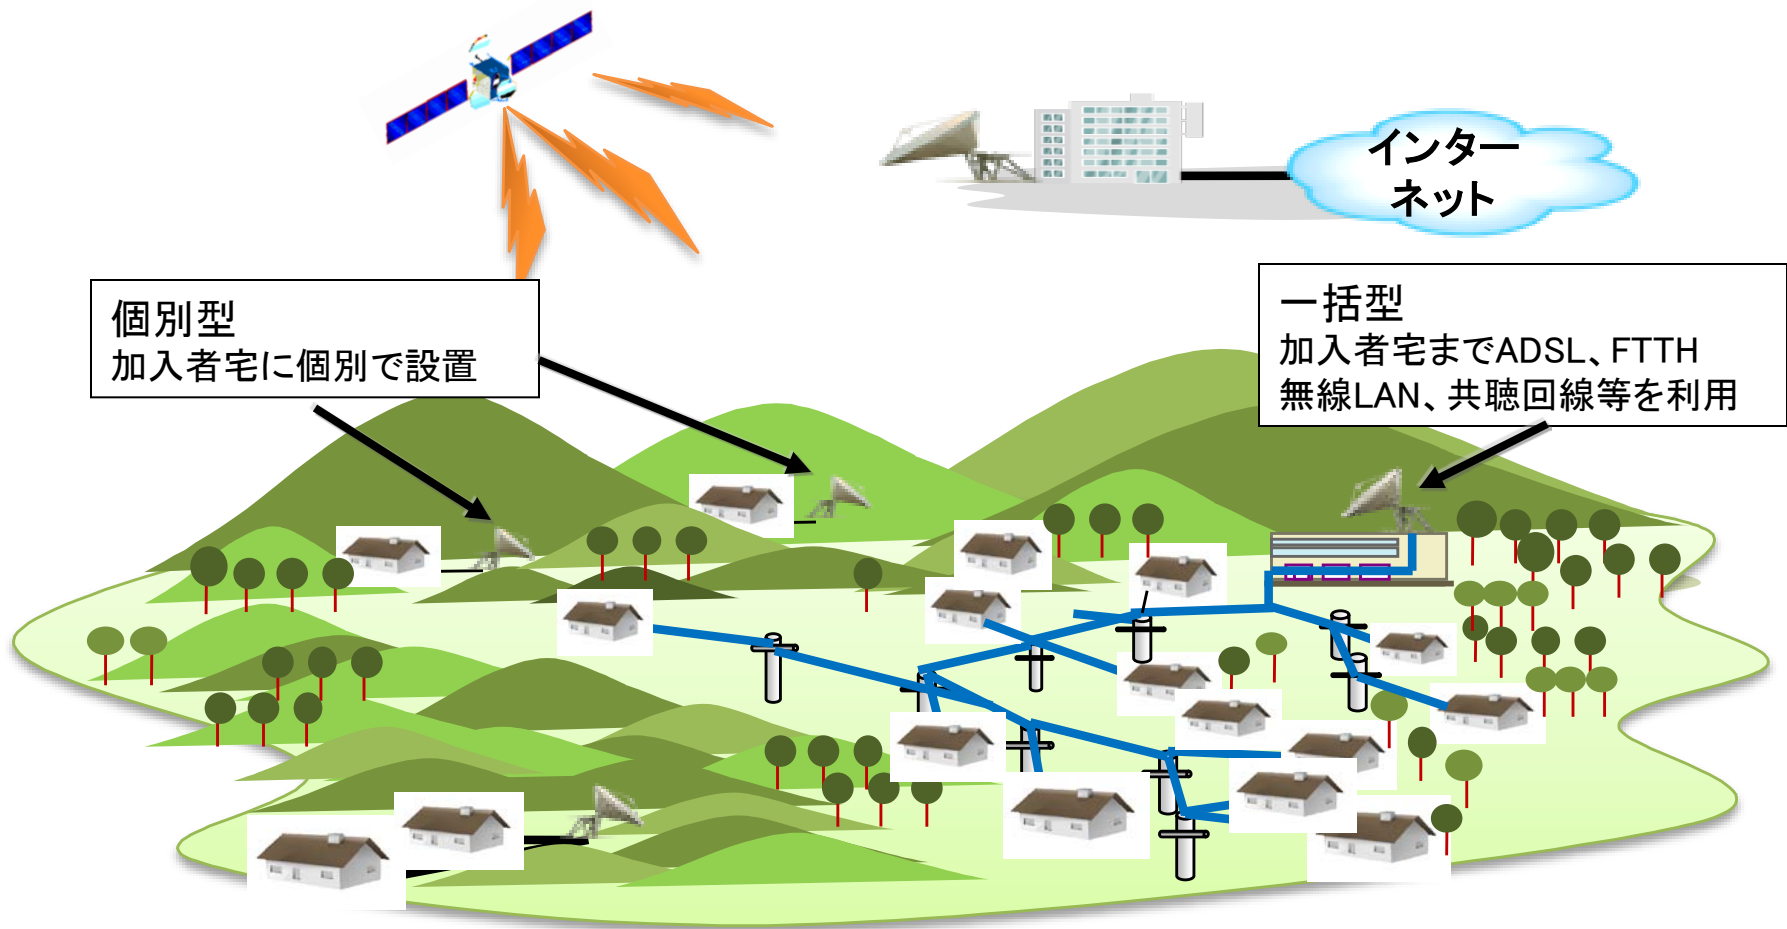 インター
ネット
個別型
加入者宅に個別で設置
一括型
加入者宅までADSL、FTTH
無線LAN、共聴回線等を利用